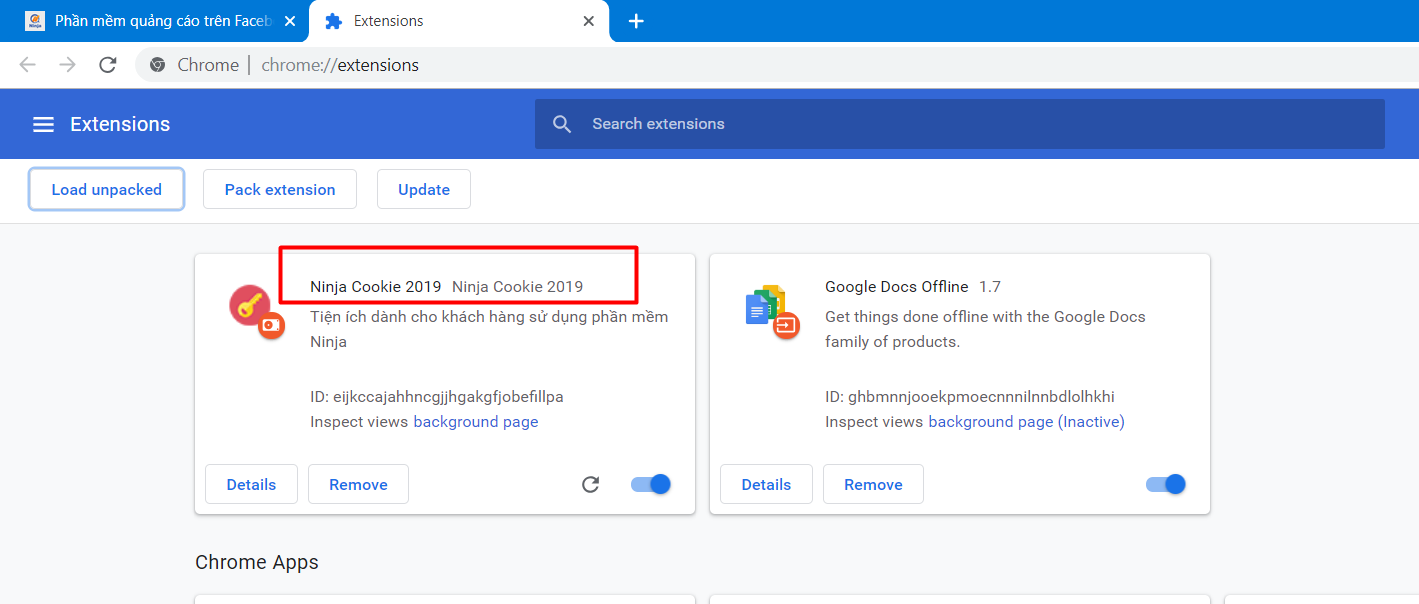 Phần mềm quảng cáo trên Faceb
Extensions
Chrome | chrome://extensions
Extensions
Search extensions
Load unpacked
Pack extension
Update
Ninja Cookie 2019 Ninja Cookie 2019
Tiện ích dành cho khách hàng sử dụng phần mềm
Ninja
ID: eijkccajahhncgjjhgakgfjobefillpa
Inspect views background page
Details
Remove
Google Docs Offline 1.7
Get things done offline with the Google Docs
family of products.
ID: ghbmnnjooekpmoecnnnilnnbdlolhkhi
Inspect views background page (Inactive)
Details
Remove
Chrome Apps